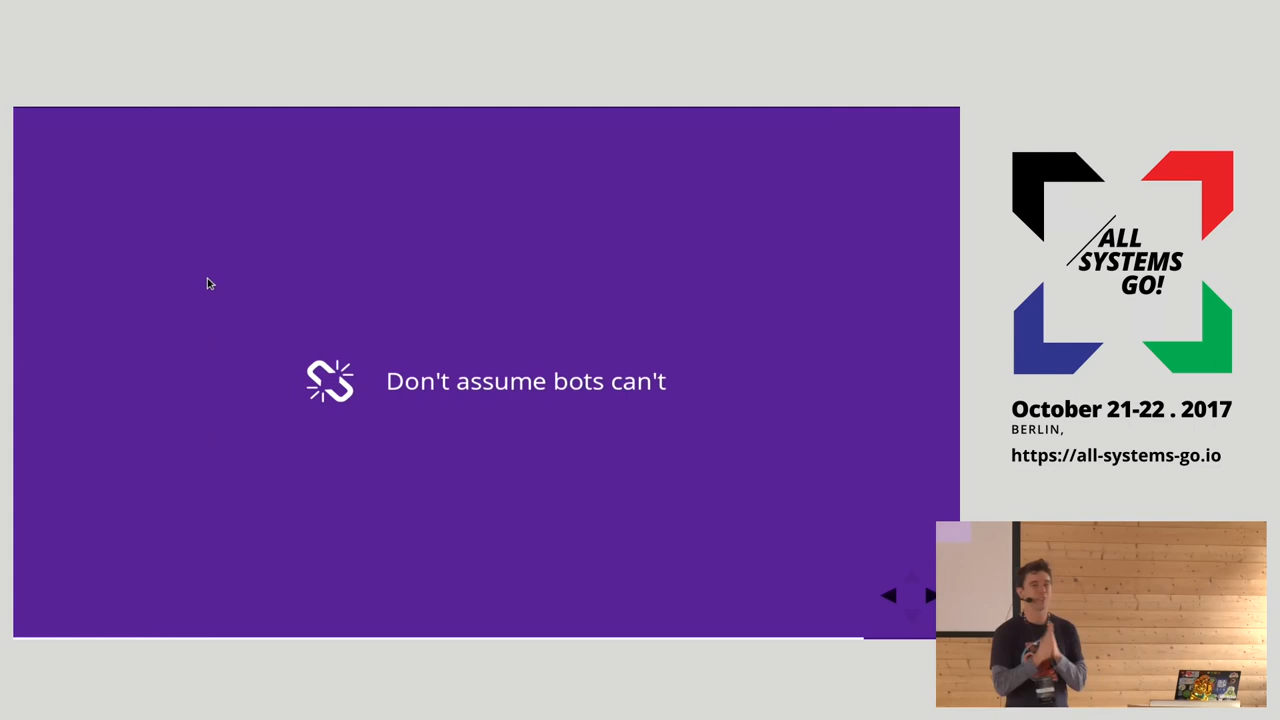 Don't assume bots can't
ALL
SYSTEMS
GO!
October 21-22 . 2017
BERLIN,
https://all-systems-go.io